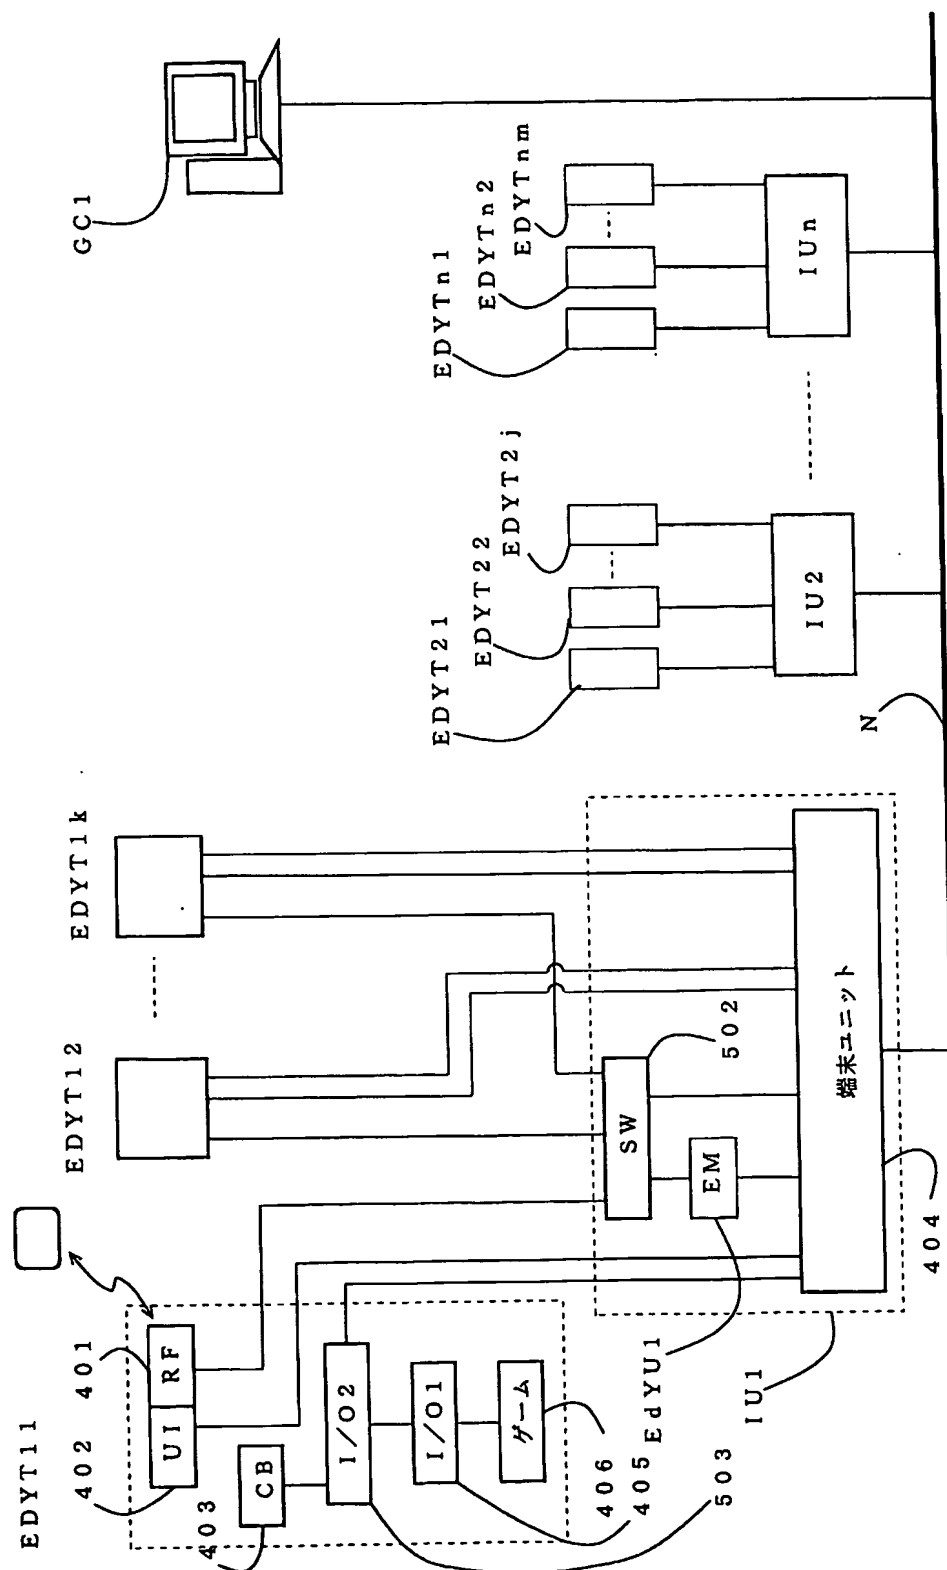 EDYT11
402
401
UI
RF
403
CB
I/O2
I/O1
ゲーム
406
405
503
EdYU1
IU1
EDYT12
EDYT1k
SW
502
EM
端末ユニット
404
N
EDYT21
EDYT22
EDYT2j
IU2
EDYTn1
EDYTn2
EDYTnm
IUn
GC1